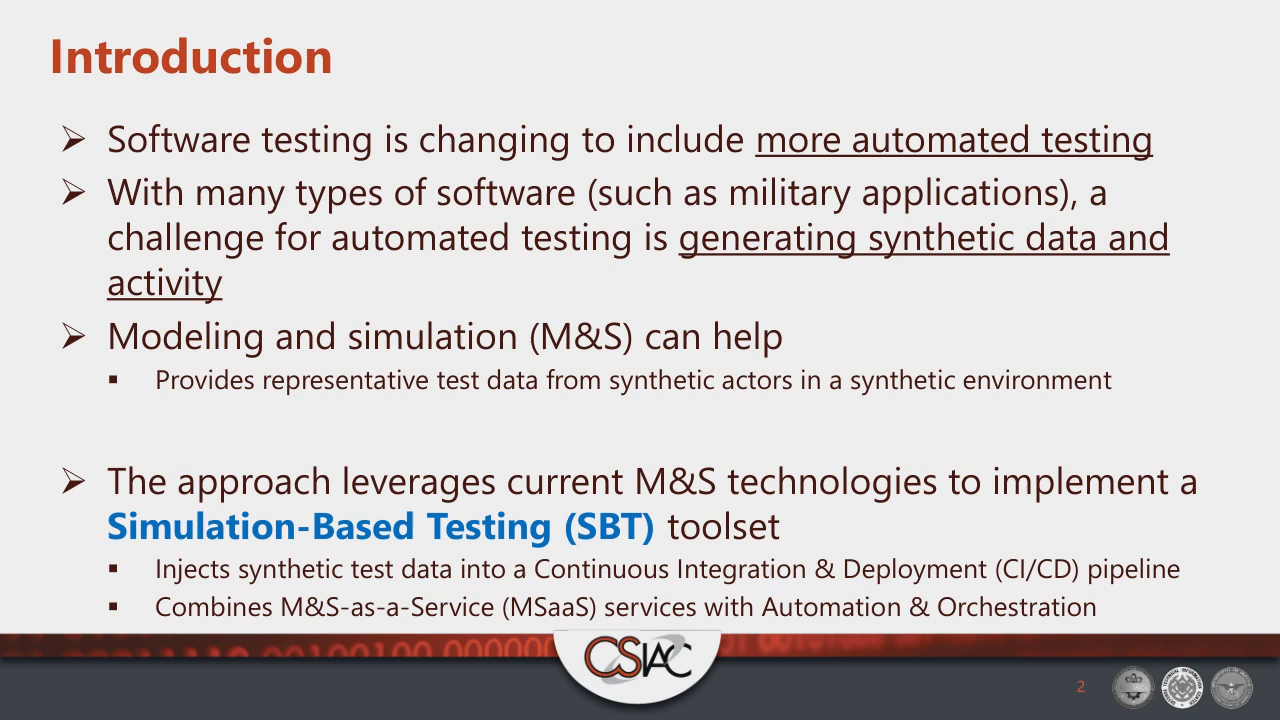 Introduction
➢ Software testing is changing to include more automated testing
➢ With many types of software (such as military applications), a
challenge for automated testing is generating synthetic data and
activity
➢ Modeling and simulation (M&S) can help
▪ Provides representative test data from synthetic actors in a synthetic environment
➢ The approach leverages current M&S technologies to implement a
Simulation-Based Testing (SBT) toolset
▪ Injects synthetic test data into a Continuous Integration & Deployment (CI/CD) pipeline
▪ Combines M&S-as-a-Service (MSaaS) services with Automation & Orchestration
CSIAC
2